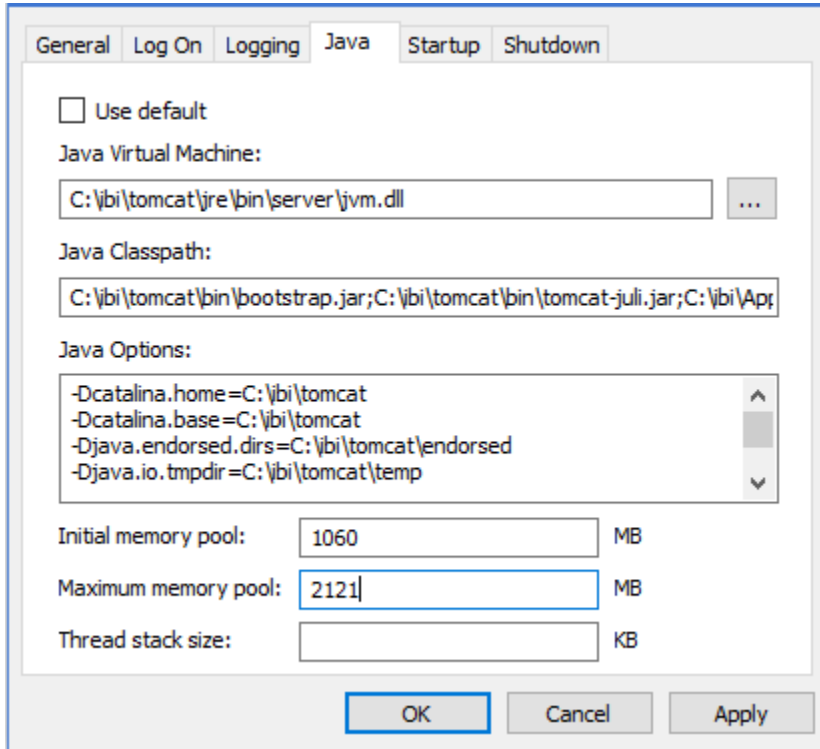 General Log On Logging Java Startup Shutdown
Use default
Java Virtual Machine:
C:\ibi\tomcat\jre\bin\server\jvm.dll
...
Java Classpath:
C:\ibi\tomcat\bin\bootstrap.jar;C:\ibi\tomcat\bin\tomcat-juli.jar;C:\ibi\App
Java Options:
-Dcatalina.home=C:\ibi\tomcat
-Dcatalina.base=C:\ibi\tomcat
-Djava.endorsed.dirs=C:\ibi\tomcat\endorsed
-Djava.io.tmpdir=C:\ibi\tomcat\temp
Initial memory pool: 1060 MB
Maximum memory pool: 2121 MB
Thread stack size: KB
OK Cancel Apply